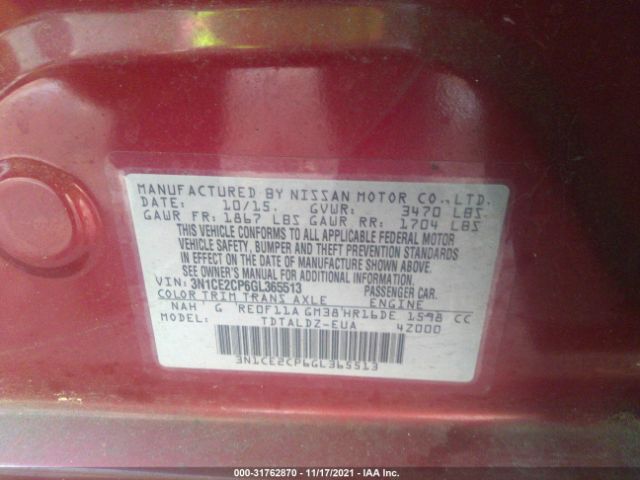 MANUFACTURED BY NISSAN MOTOR CO., LTD.
DATE: 10/15. GVWR: 3470 LBS
GAWR FR: 1867 LBS GAWR RR: 1704 LBS
THIS VEHICLE CONFORMS TO ALL APPLICABLE FEDERAL MOTOR
VEHICLE SAFETY, BUMPER AND THEFT PREVENTION STANDARDS
IN EFFECT ON THE DATE OF MANUFACTURE SHOWN ABOVE.
SEE OWNER'S MANUAL FOR ADDITIONAL INFORMATION.
VIN: 3N1CE2CP6GL365513 PASSENGER CAR.
COLOR TRIM TRANS AXLE ENGINE
NAH G RE0F11A GM38 HR16DE 1598 CC
MODEL: TDTALDZ-EUA 4Z000
3N1CE2CP6GL365513
000-31762870 - 11/17/2021 - IAA Inc.